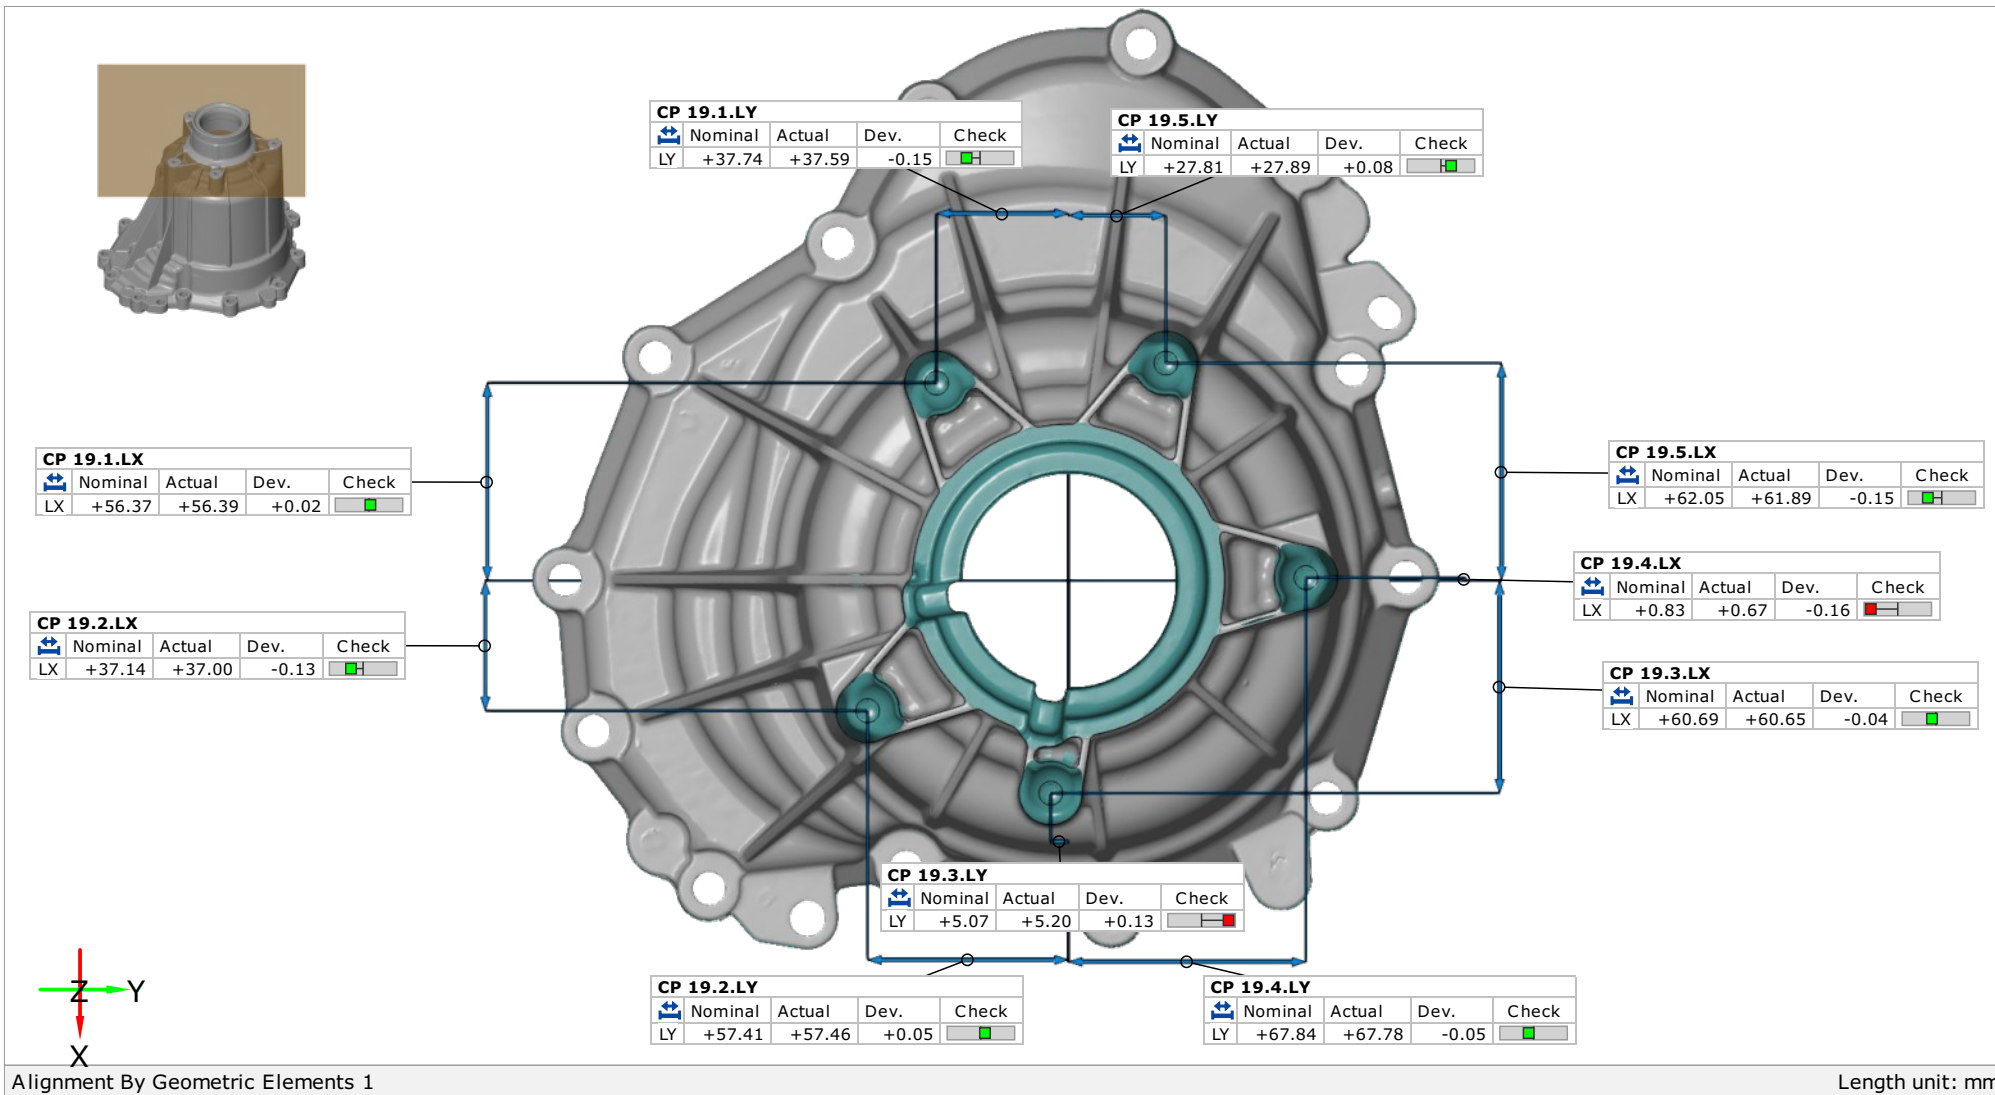 CP 19.1.LY
Nominal Actual Dev. Check
LY +37.74 +37.59 -0.15
CP 19.5.LY
Nominal Actual Dev. Check
LY +27.81 +27.89 +0.08
CP 19.1.LX
Nominal Actual Dev. Check
LX +56.37 +56.39 +0.02
CP 19.5.LX
Nominal Actual Dev. Check
LX +62.05 +61.89 -0.15
CP 19.4.LX
Nominal Actual Dev. Check
LX +0.83 +0.67 -0.16
CP 19.2.LX
Nominal Actual Dev. Check
LX +37.14 +37.00 -0.13
CP 19.3.LX
Nominal Actual Dev. Check
LX +60.69 +60.65 -0.04
CP 19.3.LY
Nominal Actual Dev. Check
LY +5.07 +5.20 +0.13
CP 19.2.LY
Nominal Actual Dev. Check
LY +57.41 +57.46 +0.05
CP 19.4.LY
Nominal Actual Dev. Check
LY +67.84 +67.78 -0.05
Z Y
X
Alignment By Geometric Elements 1
Length unit: mm